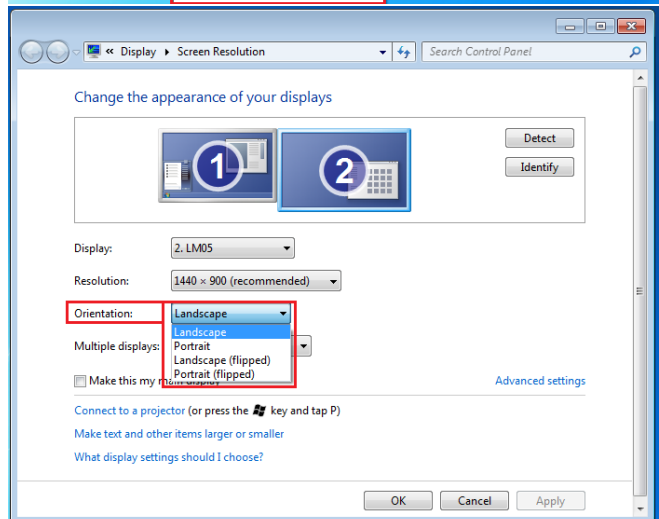 « Display ▸ Screen Resolution Search Control Panel
Change the appearance of your displays
1 2
Detect
Identify
Display: 2. LM05
Resolution: 1440 × 900 (recommended)
Orientation: Landscape
Landscape
Multiple displays: Portrait
Landscape (flipped)
Portrait (flipped)
Make this my main display Advanced settings
Connect to a projector (or press the key and tap P)
Make text and other items larger or smaller
What display settings should I choose?
OK Cancel Apply